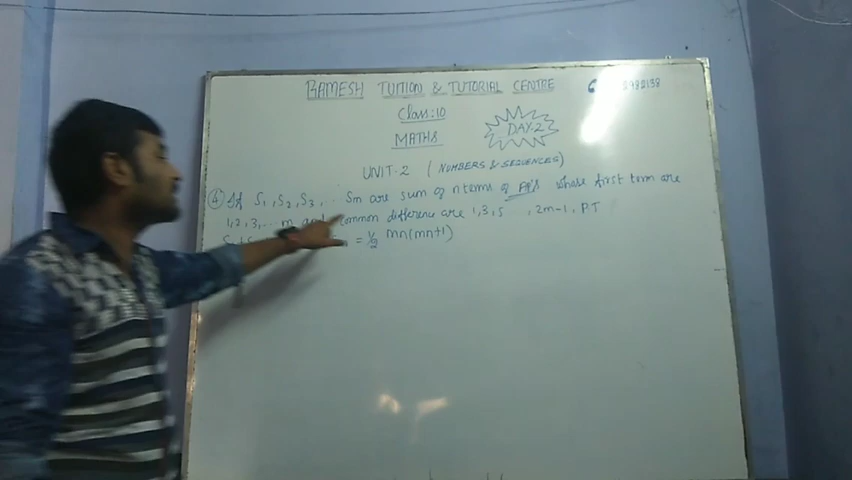 RAMESH TUITION & TUTORIAL CENTRE
Class:10
MATHS
DAY-2
UNIT-2 (NUMBERS & SEQUENCES)
4) If S1, S2, S3, ... Sm are sum of n terms of AP's whose first term are
1, 2, 3, ... m and common difference are 1, 3, 5 , 2m-1, P.T
= 1/2 mn(mn+1)